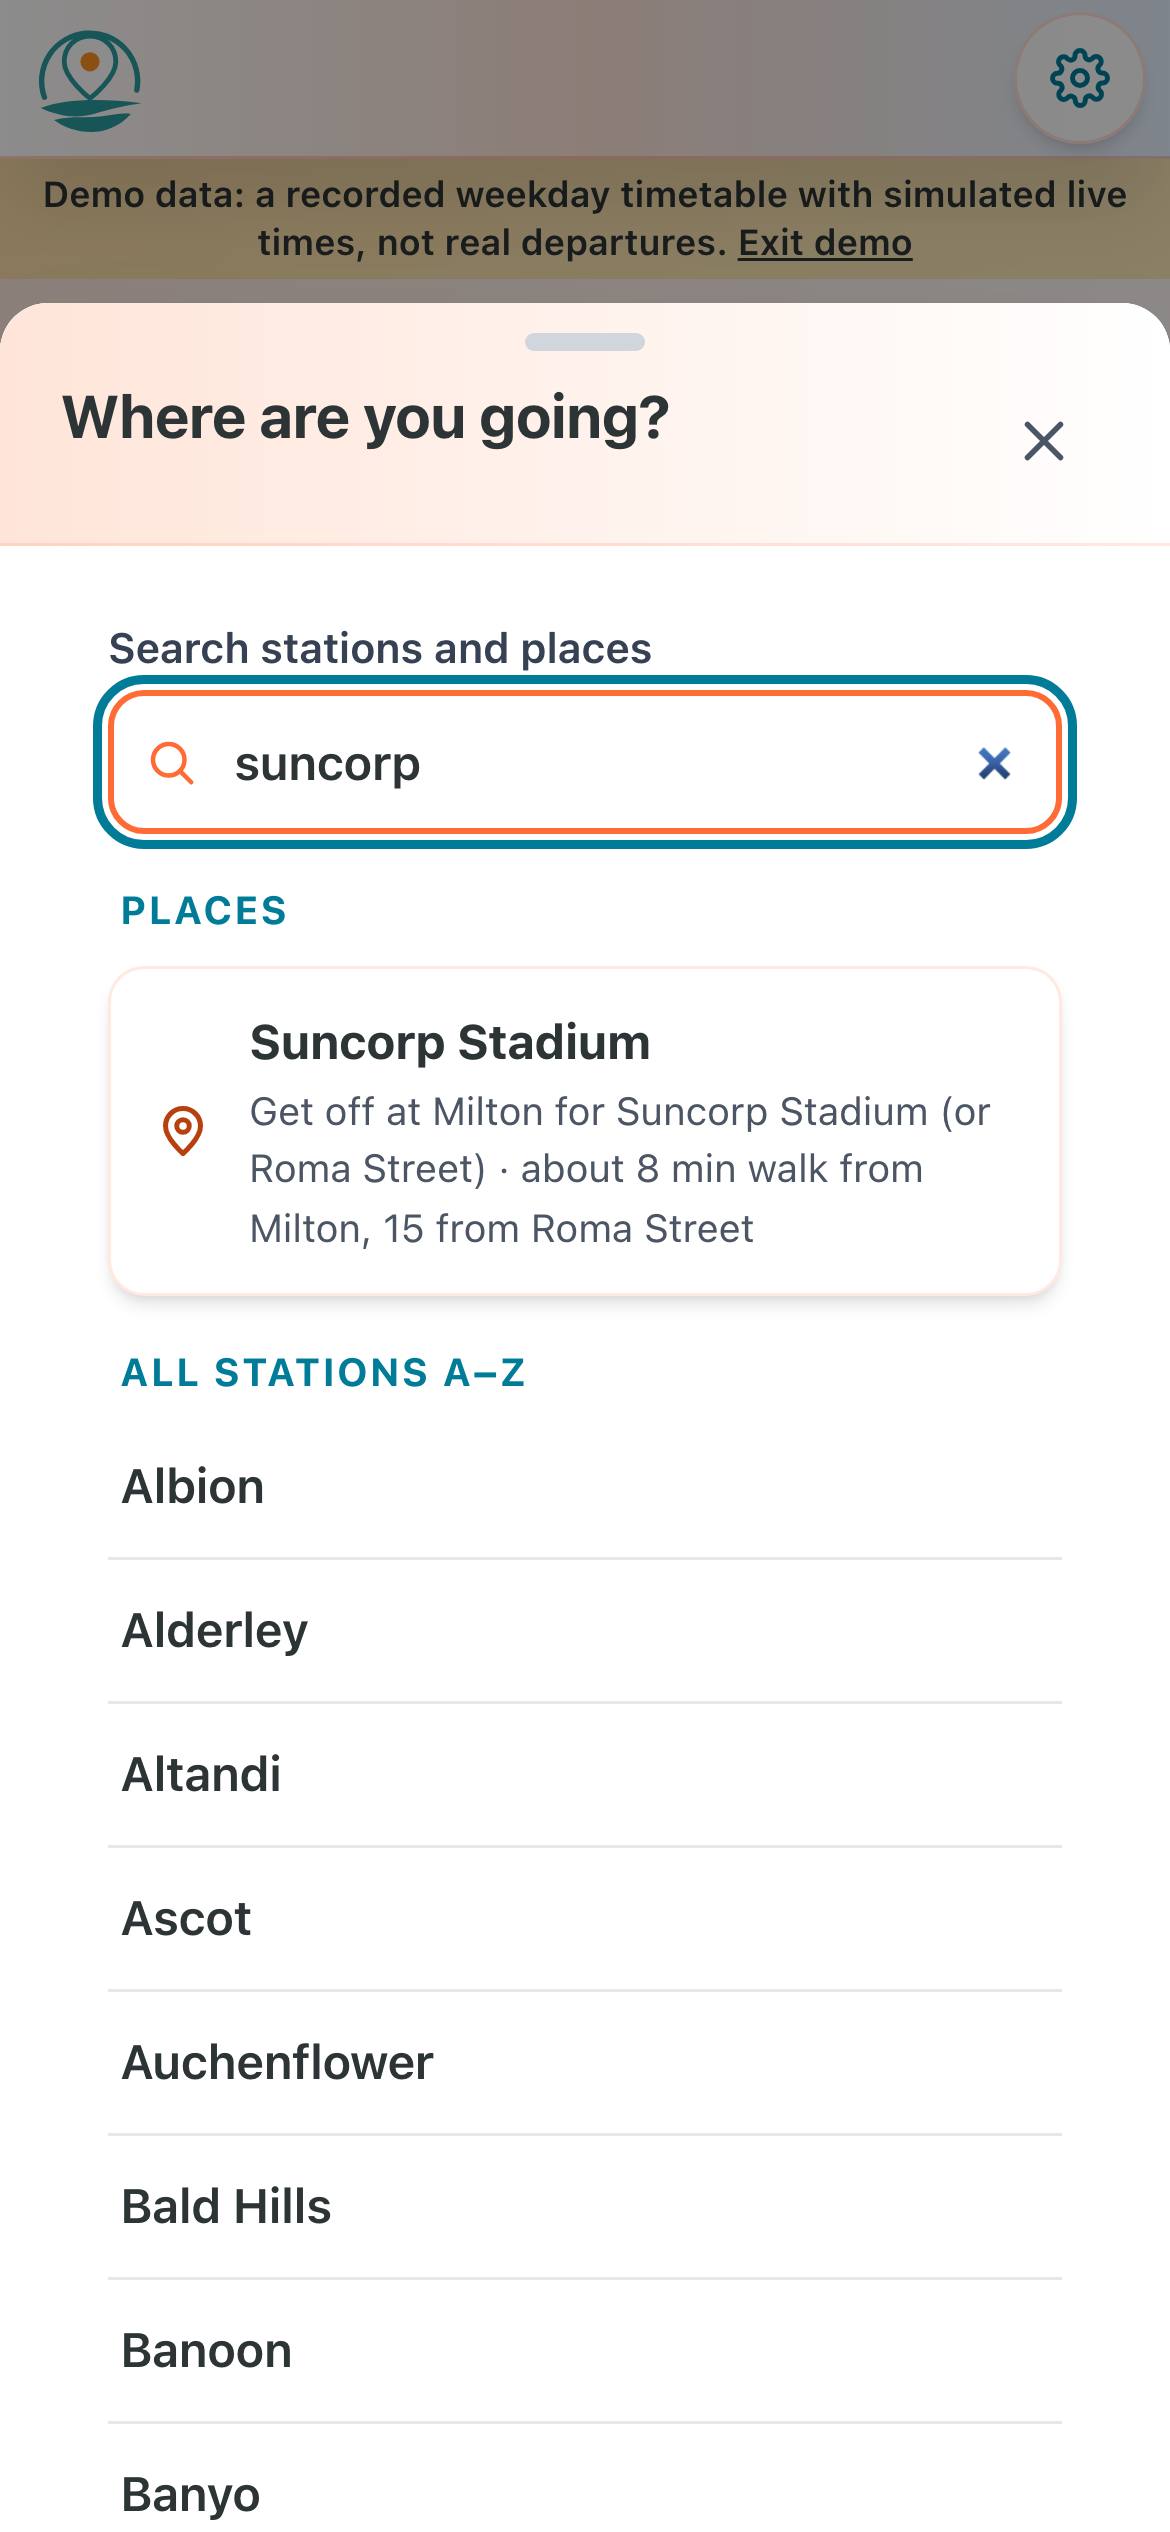 Demo data: a recorded weekday timetable with simulated live
times, not real departures. Exit demo
Where are you going?
Search stations and places
suncorp
PLACES
Suncorp Stadium
Get off at Milton for Suncorp Stadium (or
Roma Street) · about 8 min walk from
Milton, 15 from Roma Street
ALL STATIONS A–Z
Albion
Alderley
Altandi
Ascot
Auchenflower
Bald Hills
Banoon
Banyo